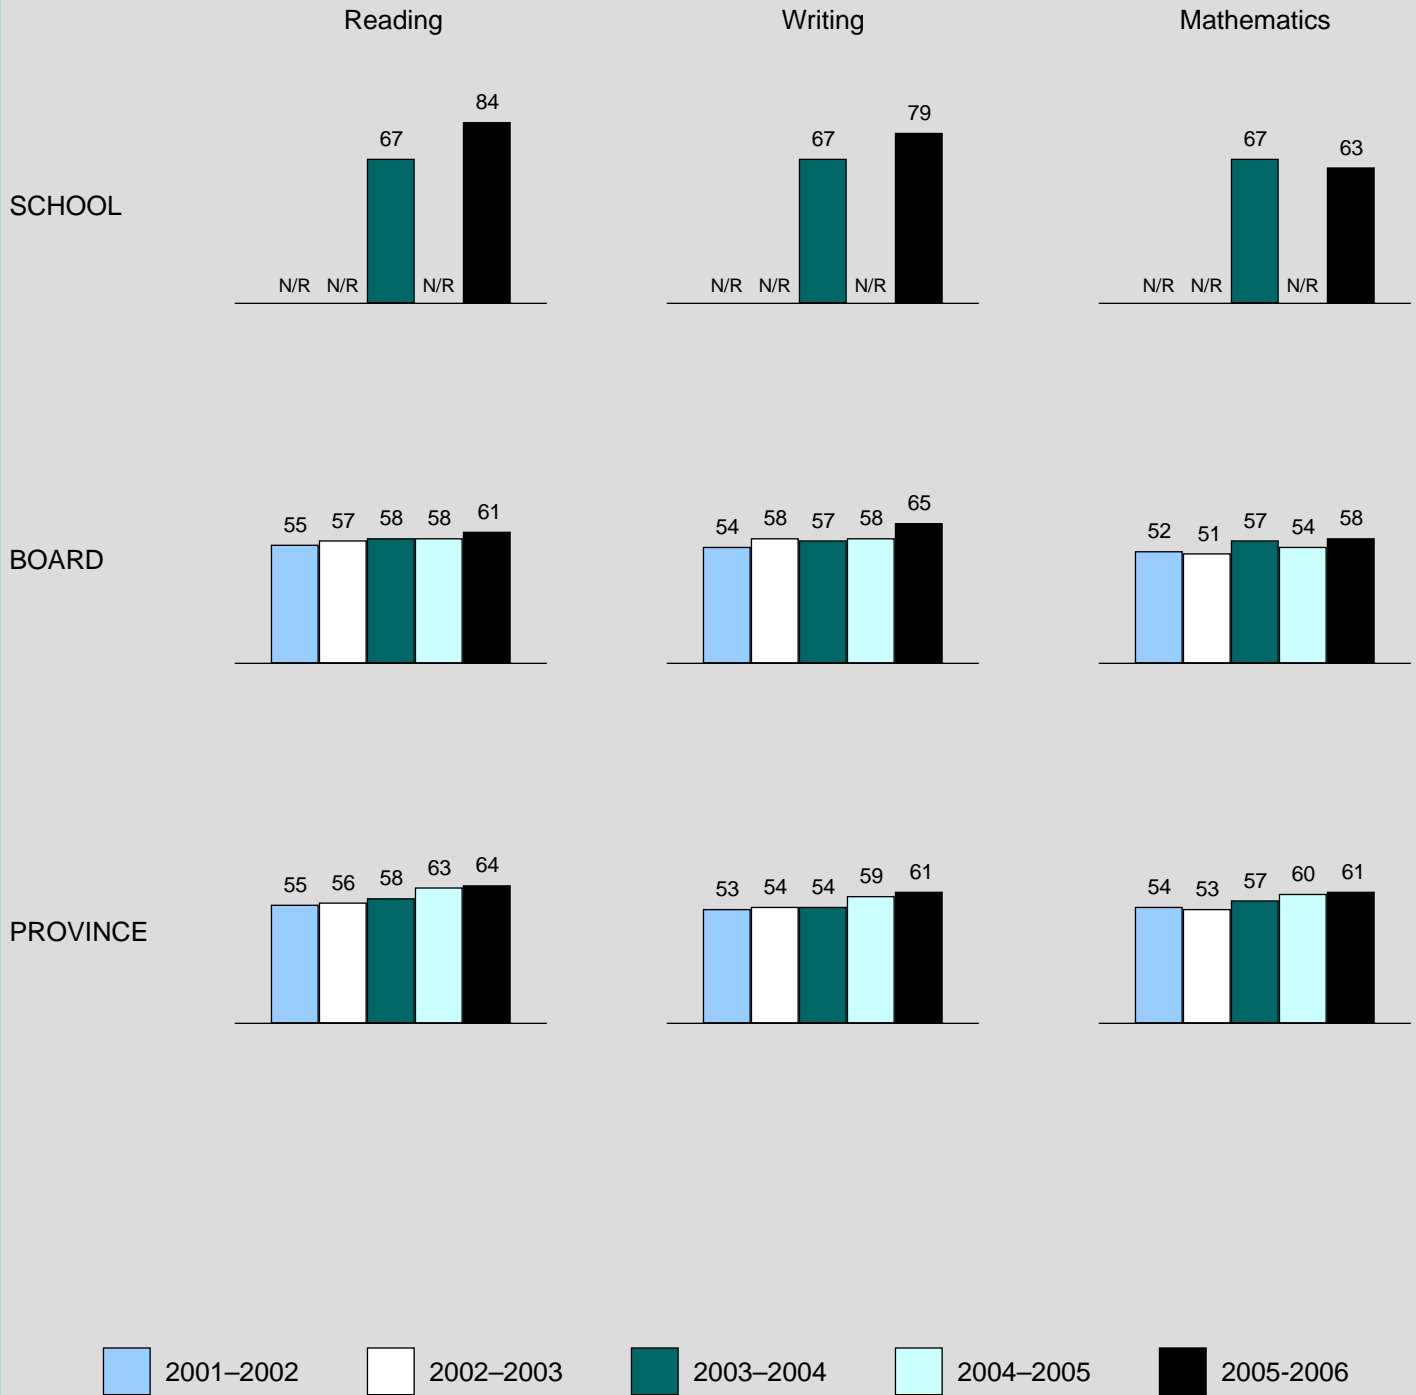 Reading Writing Mathematics
84
79
67 67 67
63
SCHOOL
N/R N/R N/R N/R N/R N/R N/R N/R N/R
55 57 58 58 61 54 58 57 58 65 52 51 57 54 58
BOARD
55 56 58 63 64 53 54 54 59 61 54 53 57 60 61
PROVINCE
2001–2002 2002–2003 2003–2004 2004–2005 2005-2006